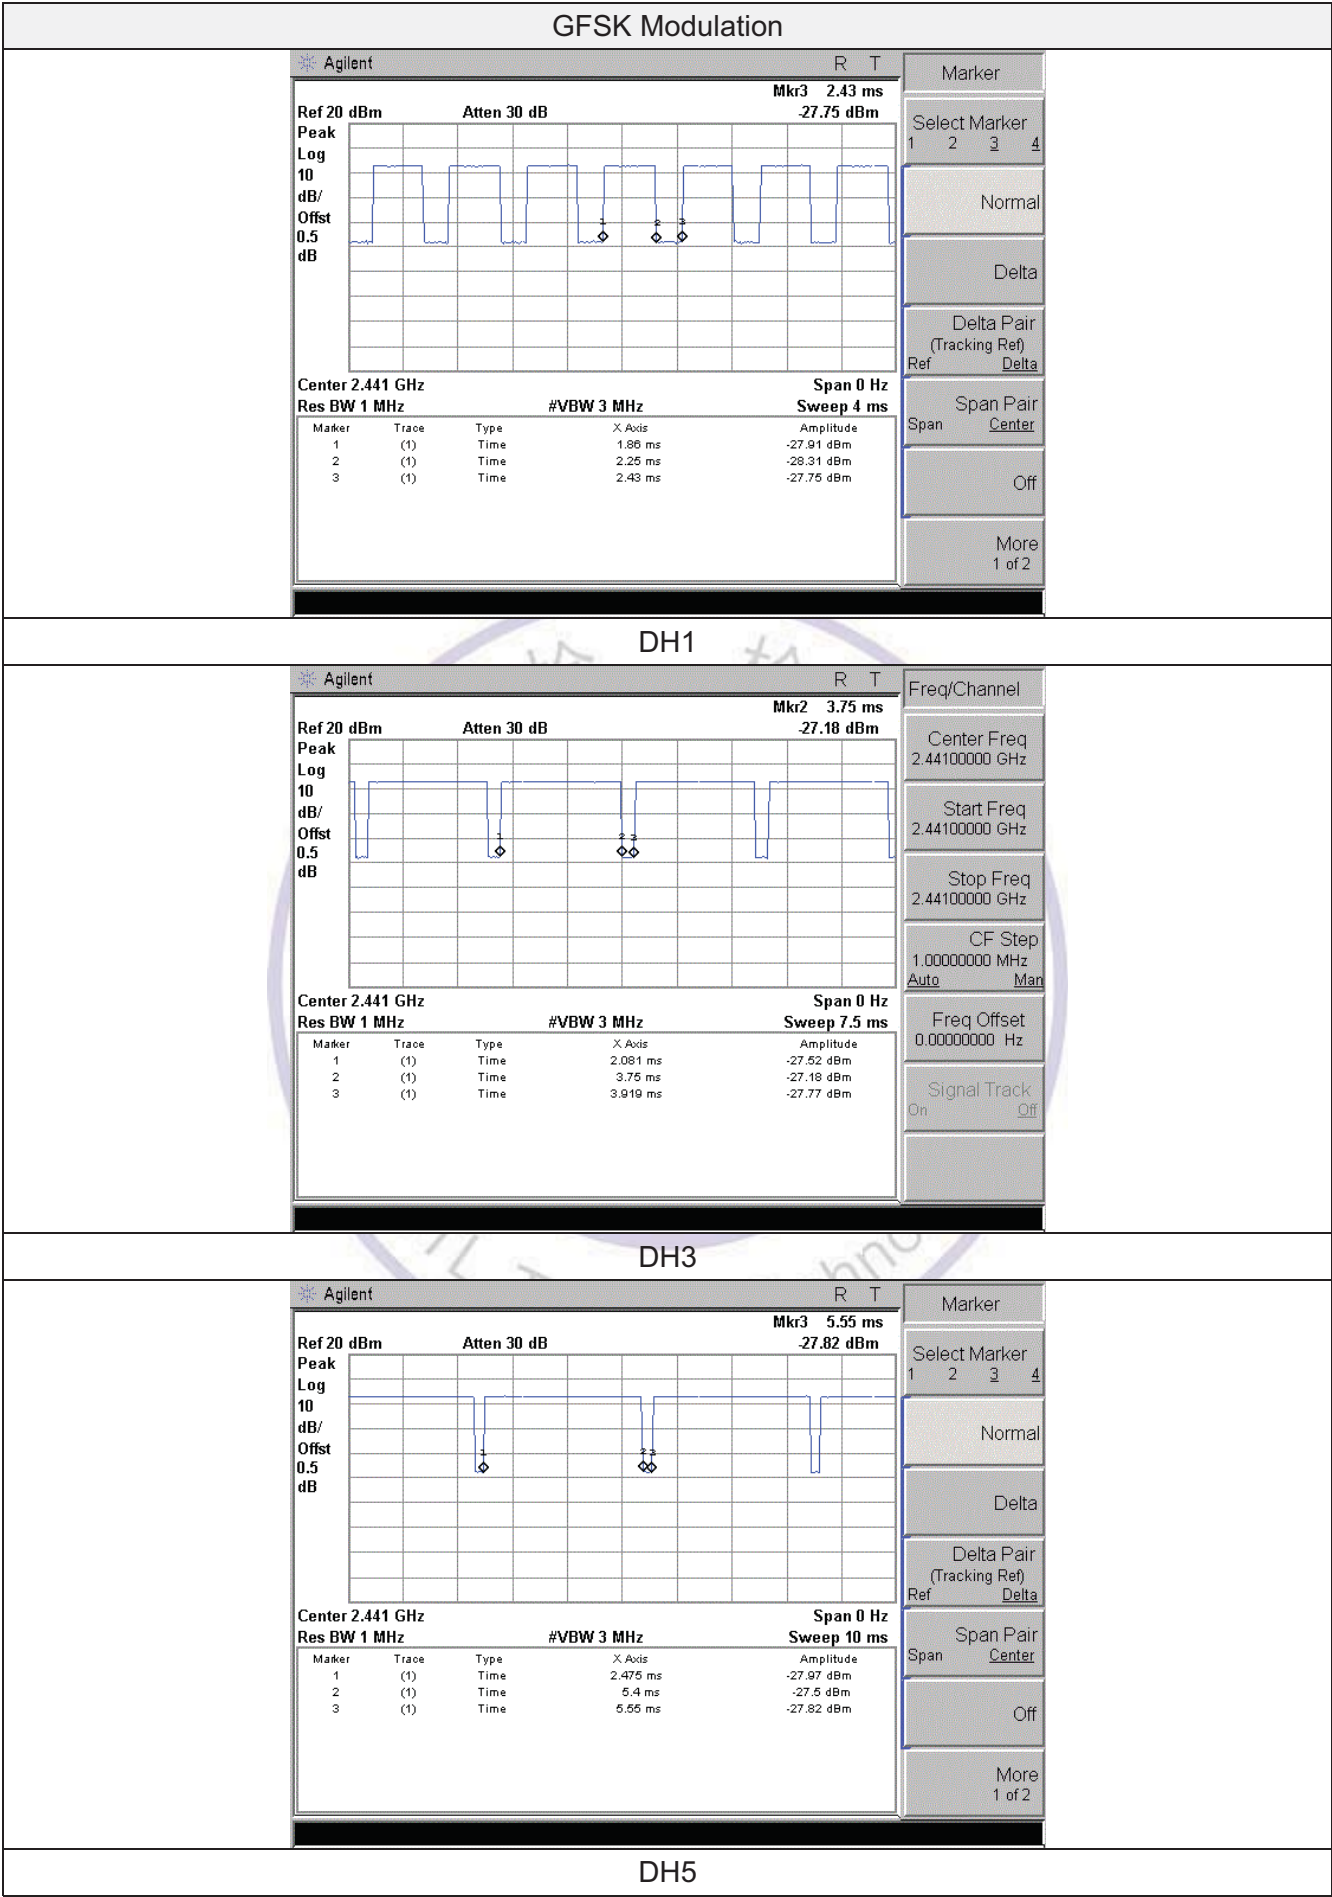 GFSK Modulation
Agilent R T
Marker
Mkr3 2.43 ms
Ref 20 dBm Atten 30 dB -27.75 dBm
Peak
Log
10
dB/
Offst
0.5
dB
1 2 3
Center 2.441 GHz Span 0 Hz
Res BW 1 MHz #VBW 3 MHz Sweep 4 ms
Marker Trace Type X Axis Amplitude
1 (1) Time 1.86 ms -27.91 dBm
2 (1) Time 2.25 ms -28.31 dBm
3 (1) Time 2.43 ms -27.75 dBm
Select Marker
1 2 3 4
Normal
Delta
Delta Pair
(Tracking Ref)
Ref Delta
Span Pair
Span Center
Off
More
1 of 2
DH1
Agilent R T
Freq/Channel
Mkr2 3.75 ms
Ref 20 dBm Atten 30 dB -27.18 dBm
Peak
Log
10
dB/
Offst
0.5
dB
1 2 3
Center 2.441 GHz Span 0 Hz
Res BW 1 MHz #VBW 3 MHz Sweep 7.5 ms
Marker Trace Type X Axis Amplitude
1 (1) Time 2.081 ms -27.52 dBm
2 (1) Time 3.75 ms -27.18 dBm
3 (1) Time 3.919 ms -27.77 dBm
Center Freq
2.44100000 GHz
Start Freq
2.44100000 GHz
Stop Freq
2.44100000 GHz
CF Step
1.00000000 MHz
Auto Man
Freq Offset
0.00000000 Hz
Signal Track
On Off
DH3
Agilent R T
Marker
Mkr3 5.55 ms
Ref 20 dBm Atten 30 dB -27.82 dBm
Peak
Log
10
dB/
Offst
0.5
dB
1 2 3
Center 2.441 GHz Span 0 Hz
Res BW 1 MHz #VBW 3 MHz Sweep 10 ms
Marker Trace Type X Axis Amplitude
1 (1) Time 2.475 ms -27.97 dBm
2 (1) Time 5.4 ms -27.5 dBm
3 (1) Time 5.55 ms -27.82 dBm
Select Marker
1 2 3 4
Normal
Delta
Delta Pair
(Tracking Ref)
Ref Delta
Span Pair
Span Center
Off
More
1 of 2
DH5